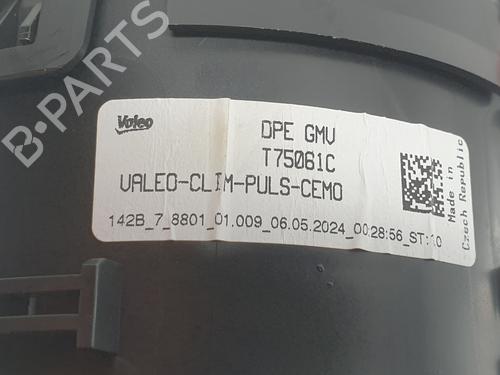 B-PARTS
Valeo
DPE GMV
T75061C
VALEO-CLIM-PULS-CEMO
142B_7_8801_01.009_06.05.2024_00:28:56_ST:10
Made in
Czech Republic